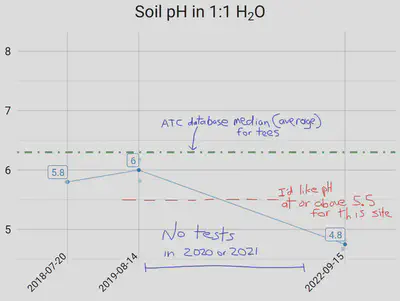 Soil pH in 1:1 H₂O
8
7
6
5
ATC database median (average)
for tees
5.8
6
I'd like pH
at or above 5.5
for this site
4.8
No tests
in 2020 or 2021
2018-07-20
2019-08-14
2022-09-15